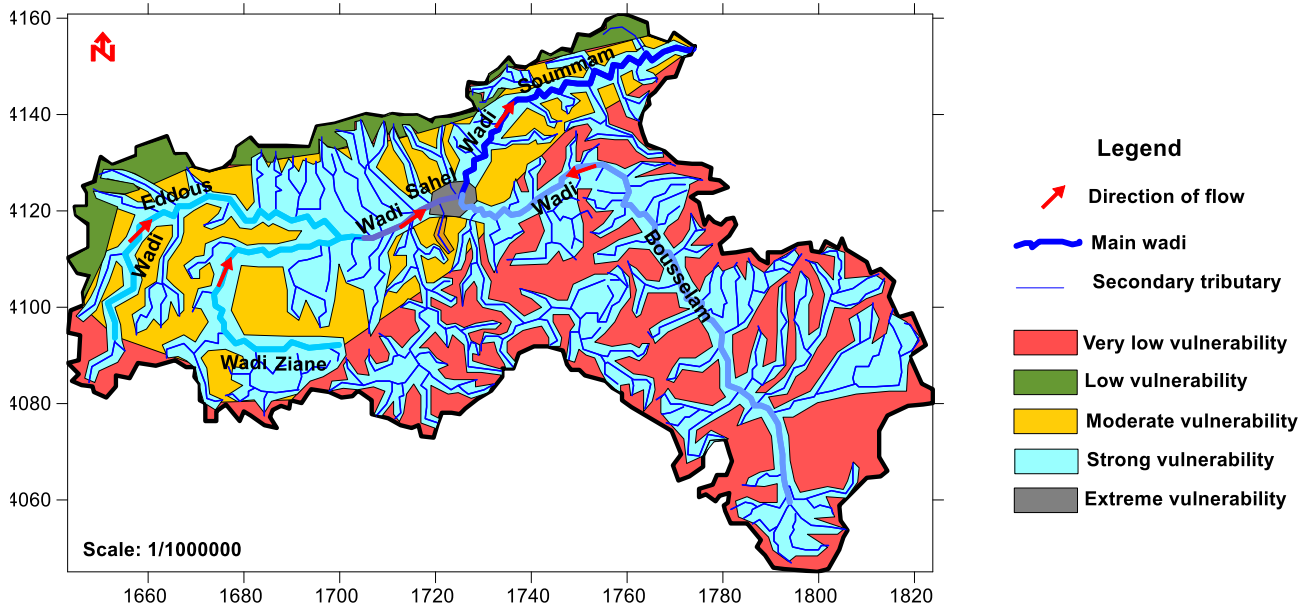 4160
4140
4120
4100
4080
4060
1660
1680
1700
1720
1740
1760
1780
1800
1820
N
Wadi Soummam
Wadi Eddous
Wadi Sahel
Wadi Bousselam
Wadi Ziane
Scale: 1/1000000
Legend
Direction of flow
Main wadi
Secondary tributary
Very low vulnerability
Low vulnerability
Moderate vulnerability
Strong vulnerability
Extreme vulnerability